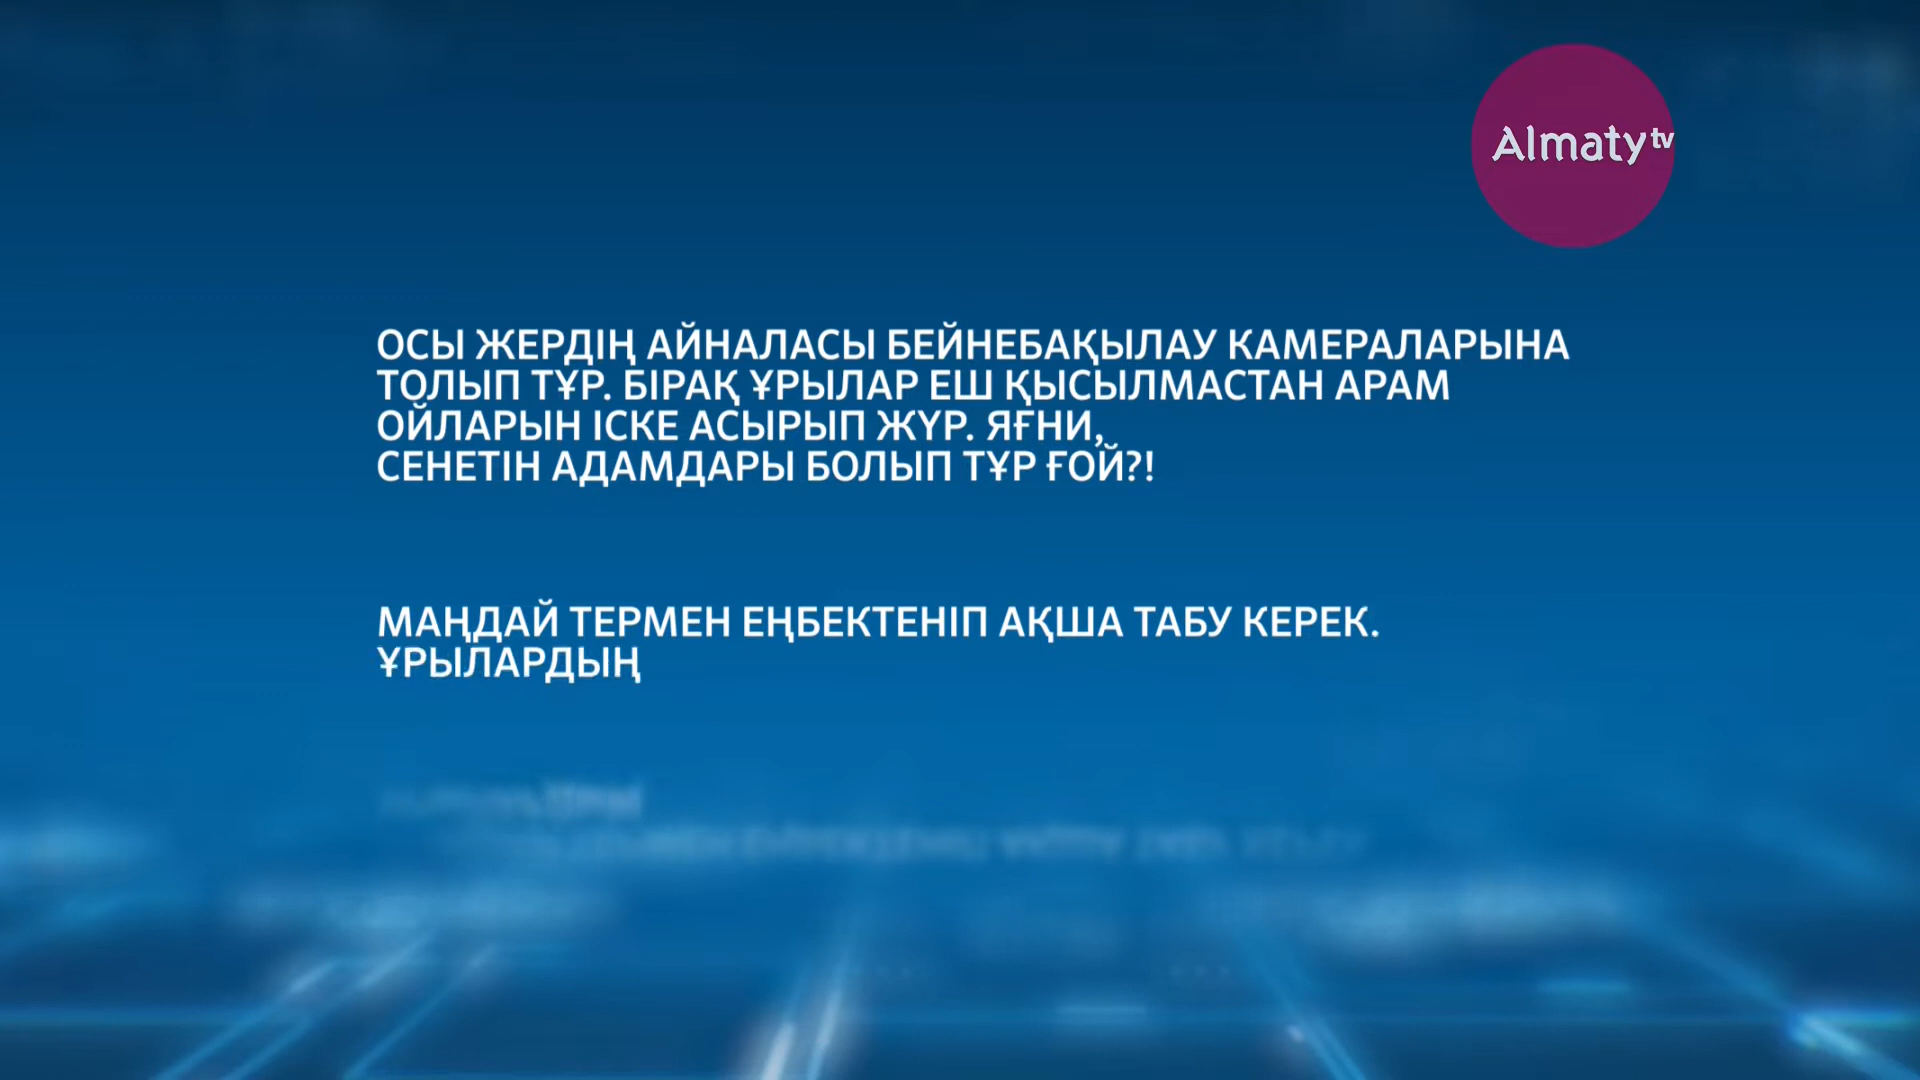 Almaty tv
ОСЫ ЖЕРДІҢ АЙНАЛАСЫ БЕЙНЕБАҚЫЛАУ КАМЕРАЛАРЫНА
ТОЛЫП ТҰР. БІРАҚ ҰРЫЛАР ЕШ ҚЫСЫЛМАСТАН АРАМ
ОЙЛАРЫН ІСКЕ АСЫРЫП ЖҮР. ЯҒНИ,
СЕНЕТІН АДАМДАРЫ БОЛЫП ТҰР ҒОЙ?!
МАҢДАЙ ТЕРМЕН ЕҢБЕКТЕНІП АҚША ТАБУ КЕРЕК.
ҰРЫЛАРДЫҢ